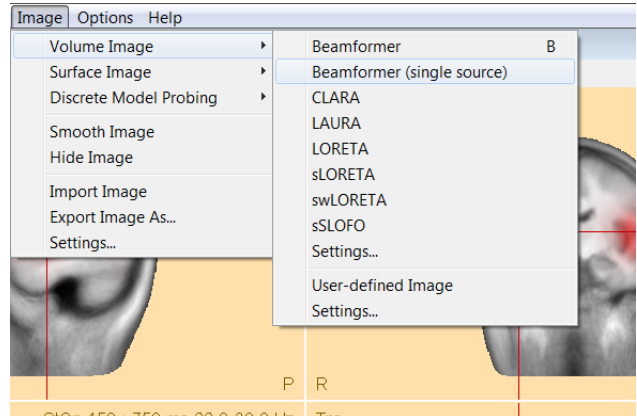 Image Options Help
Volume Image
Surface Image
Discrete Model Probing
Smooth Image
Hide Image
Import Image
Export Image As...
Settings...
Beamformer B
Beamformer (single source)
CLARA
LAURA
LORETA
sLORETA
swLORETA
sSLOFO
Settings...
User-defined Image
Settings...
P R